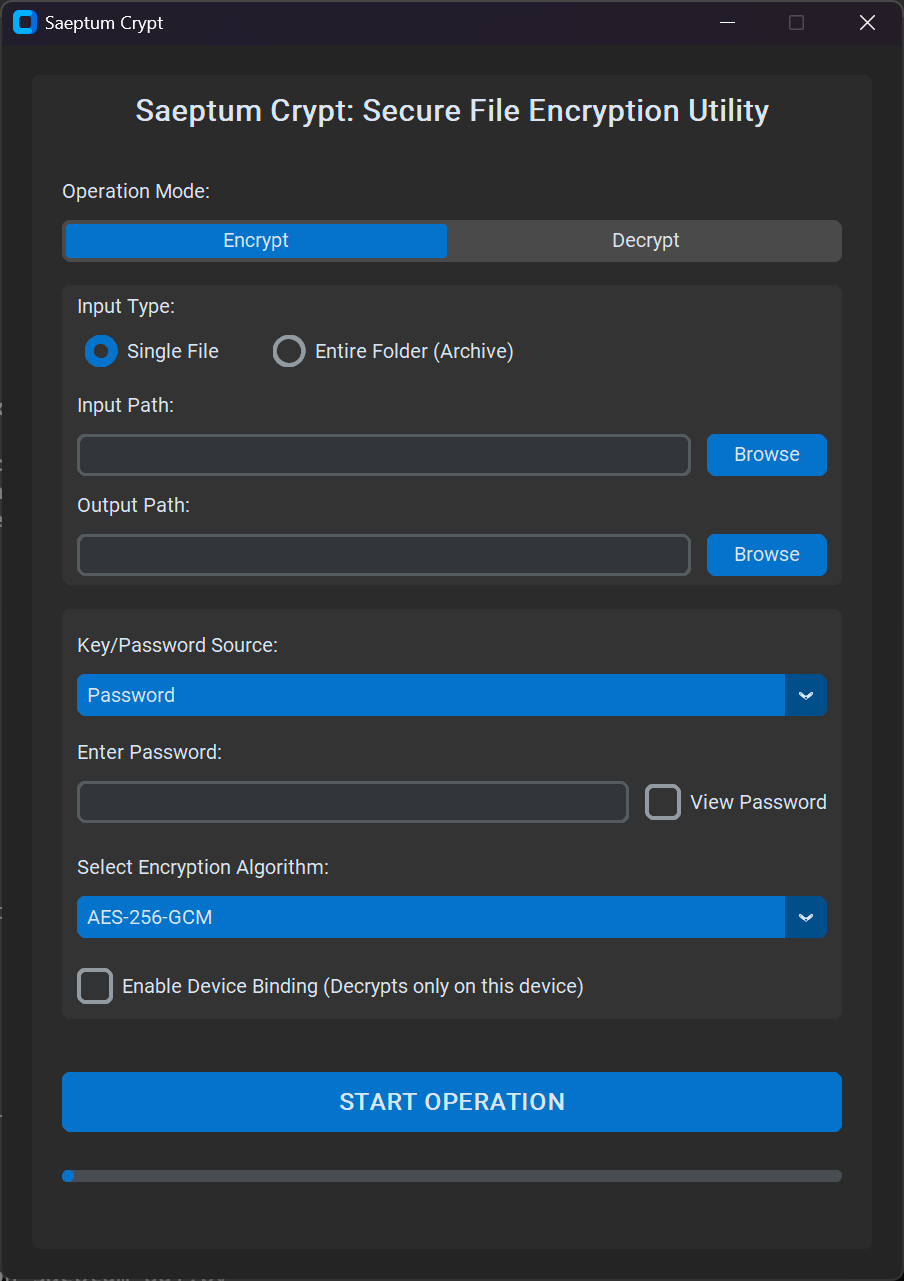 Saeptum Crypt
Saeptum Crypt: Secure File Encryption Utility
Operation Mode:
Encrypt Decrypt
Input Type:
Single File Entire Folder (Archive)
Input Path:
Browse
Output Path:
Browse
Key/Password Source:
Password
Enter Password:
View Password
Select Encryption Algorithm:
AES-256-GCM
Enable Device Binding (Decrypts only on this device)
START OPERATION